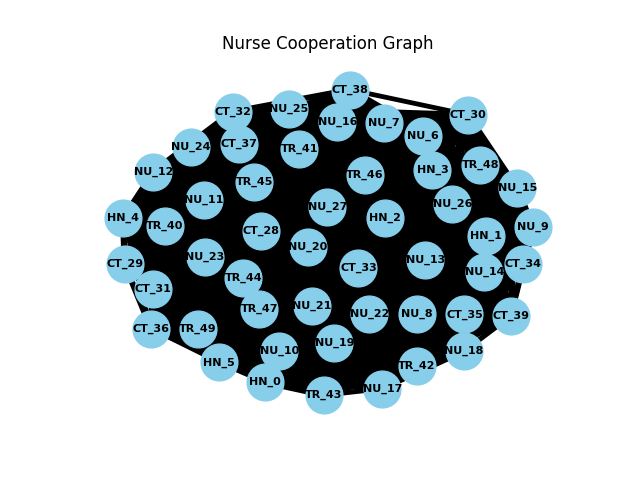 Nurse Cooperation Graph
CT_38
CT_32
NU_25
CT_30
NU_16
NU_7
NU_6
CT_37
NU_24
TR_41
TR_48
NU_12
HN_3
TR_46
TR_45
NU_15
NU_11
NU_26
NU_27
HN_4
HN_2
TR_40
NU_9
CT_28
HN_1
NU_20
NU_23
NU_13
CT_29
CT_34
CT_33
NU_14
TR_44
CT_31
NU_21
TR_47
NU_22
NU_8
CT_35
CT_39
CT_36
TR_49
NU_19
NU_10
NU_18
HN_5
TR_42
HN_0
NU_17
TR_43